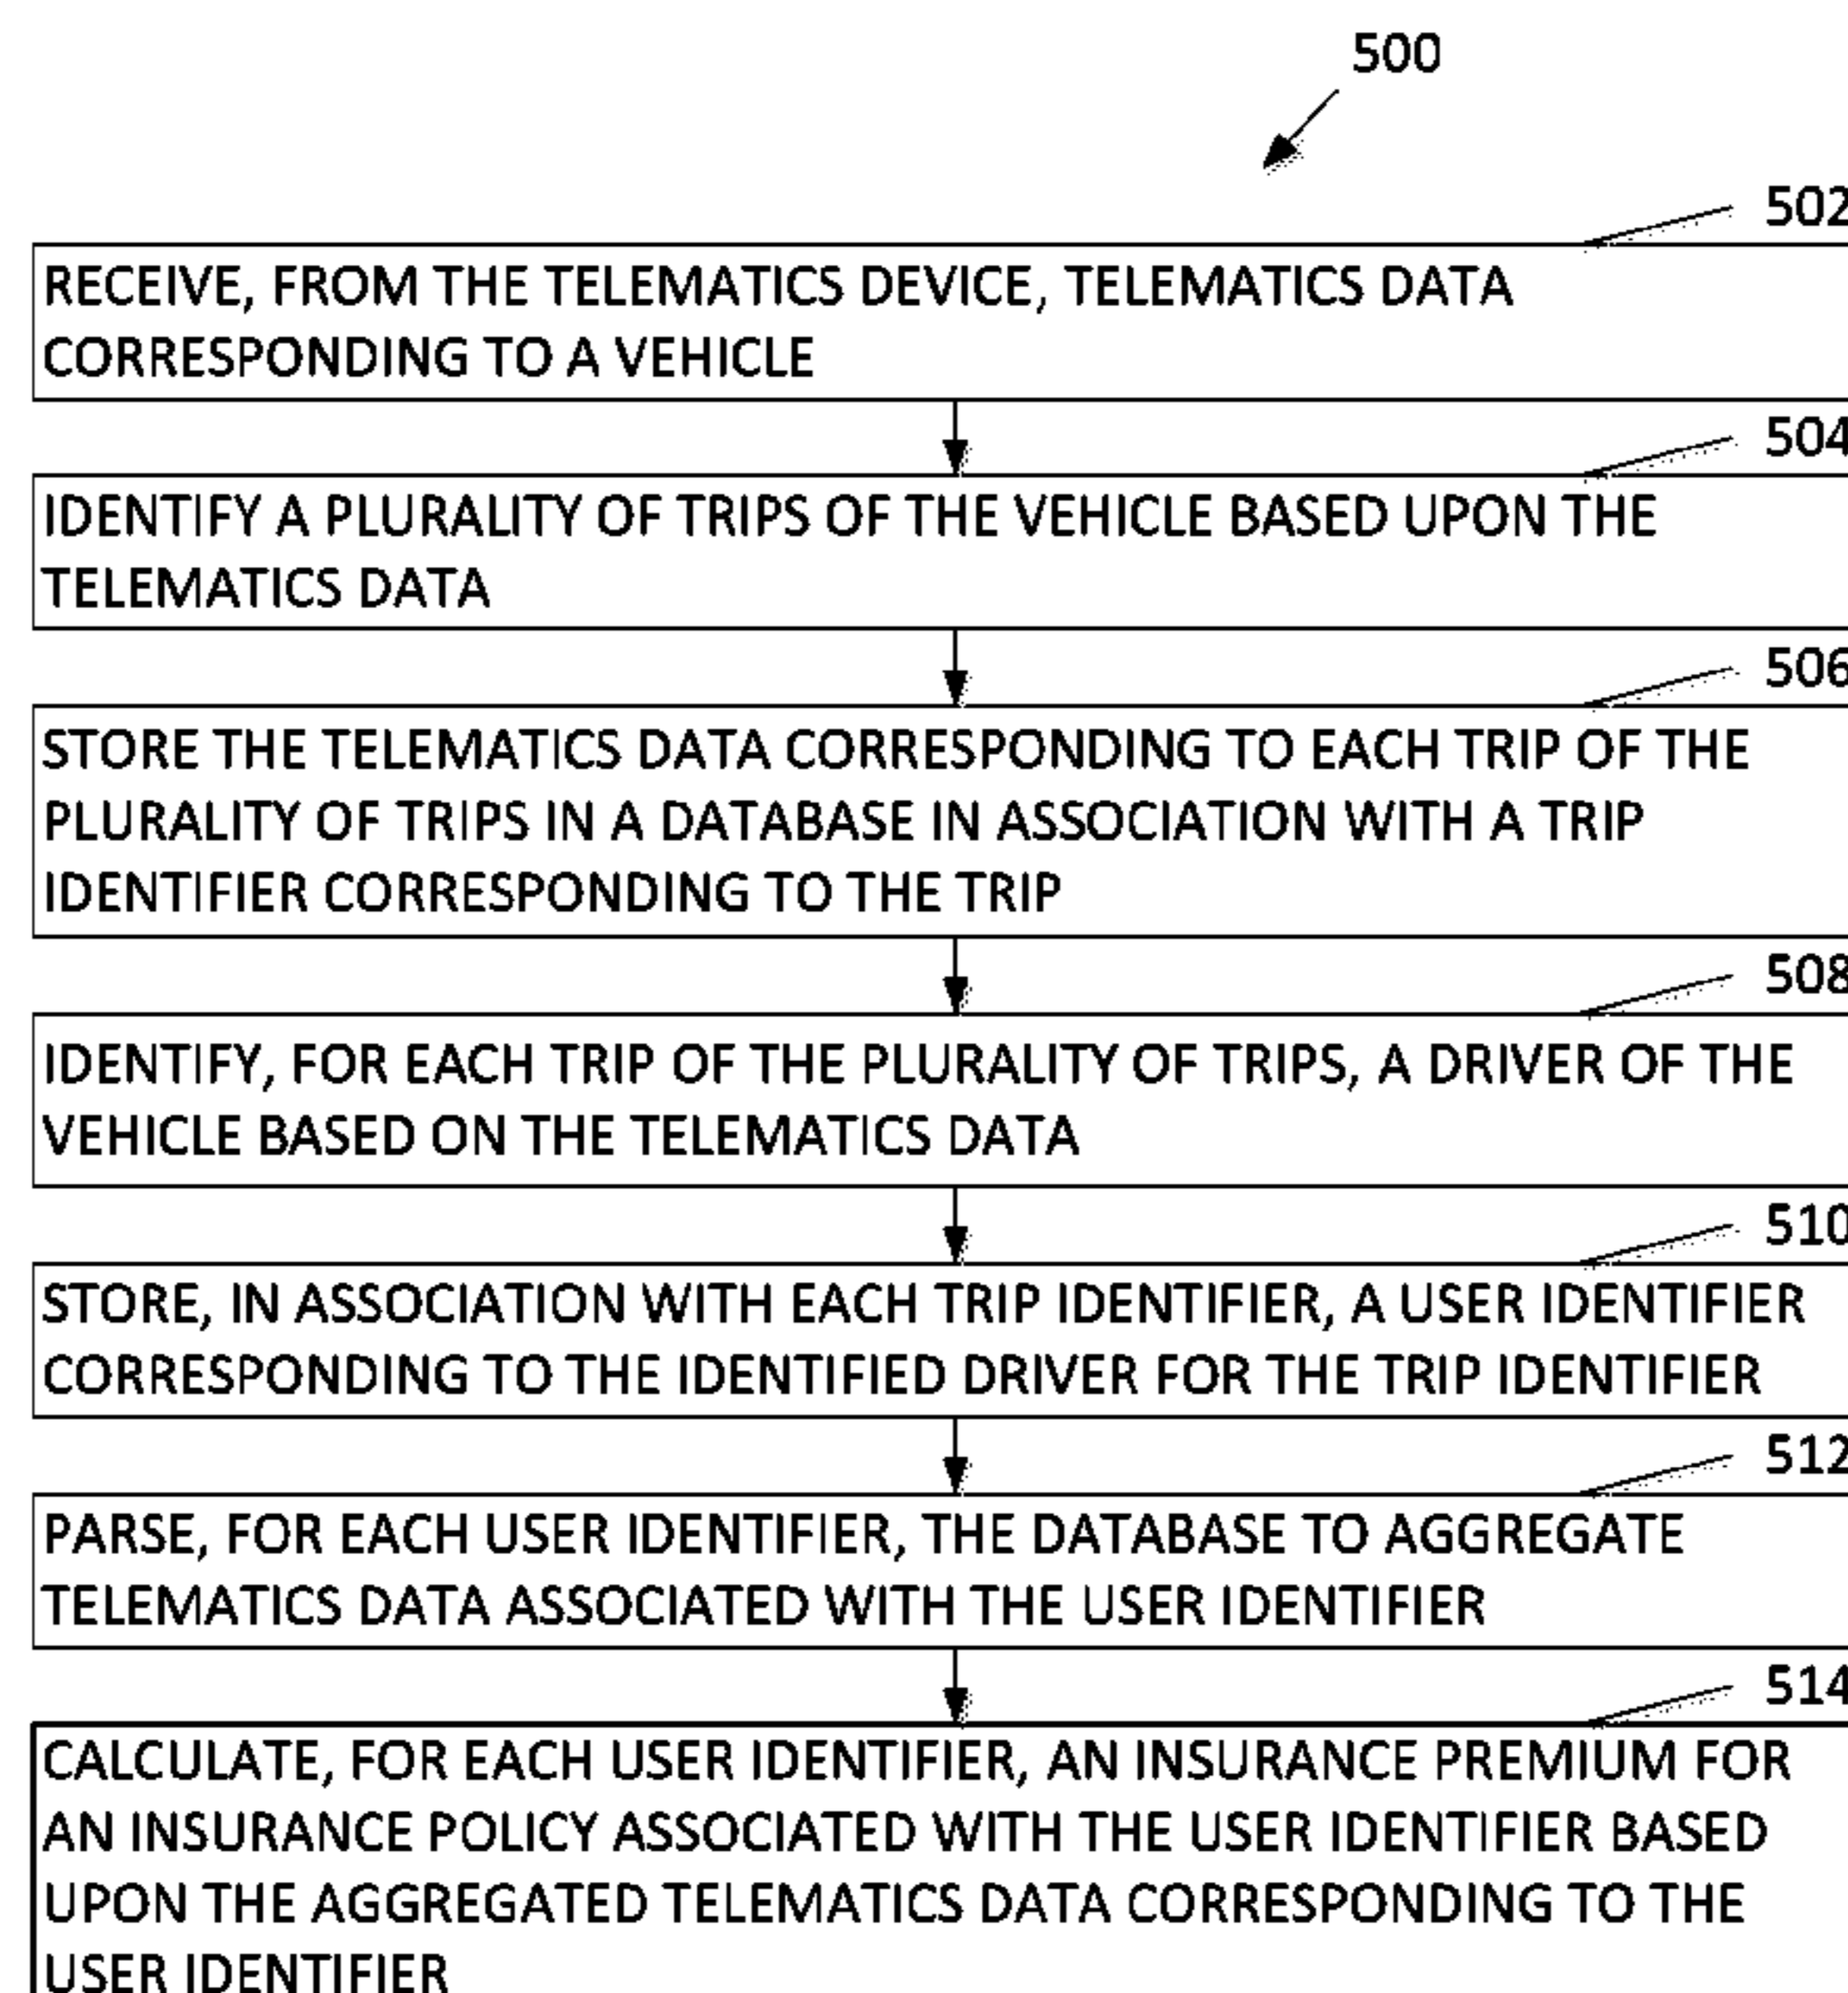 500
502
RECEIVE, FROM THE TELEMATICS DEVICE, TELEMATICS DATA
CORRESPONDING TO A VEHICLE
504
IDENTIFY A PLURALITY OF TRIPS OF THE VEHICLE BASED UPON THE
TELEMATICS DATA
506
STORE THE TELEMATICS DATA CORRESPONDING TO EACH TRIP OF THE
PLURALITY OF TRIPS IN A DATABASE IN ASSOCIATION WITH A TRIP
IDENTIFIER CORRESPONDING TO THE TRIP
508
IDENTIFY, FOR EACH TRIP OF THE PLURALITY OF TRIPS, A DRIVER OF THE
VEHICLE BASED ON THE TELEMATICS DATA
510
STORE, IN ASSOCIATION WITH EACH TRIP IDENTIFIER, A USER IDENTIFIER
CORRESPONDING TO THE IDENTIFIED DRIVER FOR THE TRIP IDENTIFIER
512
PARSE, FOR EACH USER IDENTIFIER, THE DATABASE TO AGGREGATE
TELEMATICS DATA ASSOCIATED WITH THE USER IDENTIFIER
514
CALCULATE, FOR EACH USER IDENTIFIER, AN INSURANCE PREMIUM FOR
AN INSURANCE POLICY ASSOCIATED WITH THE USER IDENTIFIER BASED
UPON THE AGGREGATED TELEMATICS DATA CORRESPONDING TO THE
USER IDENTIFIER